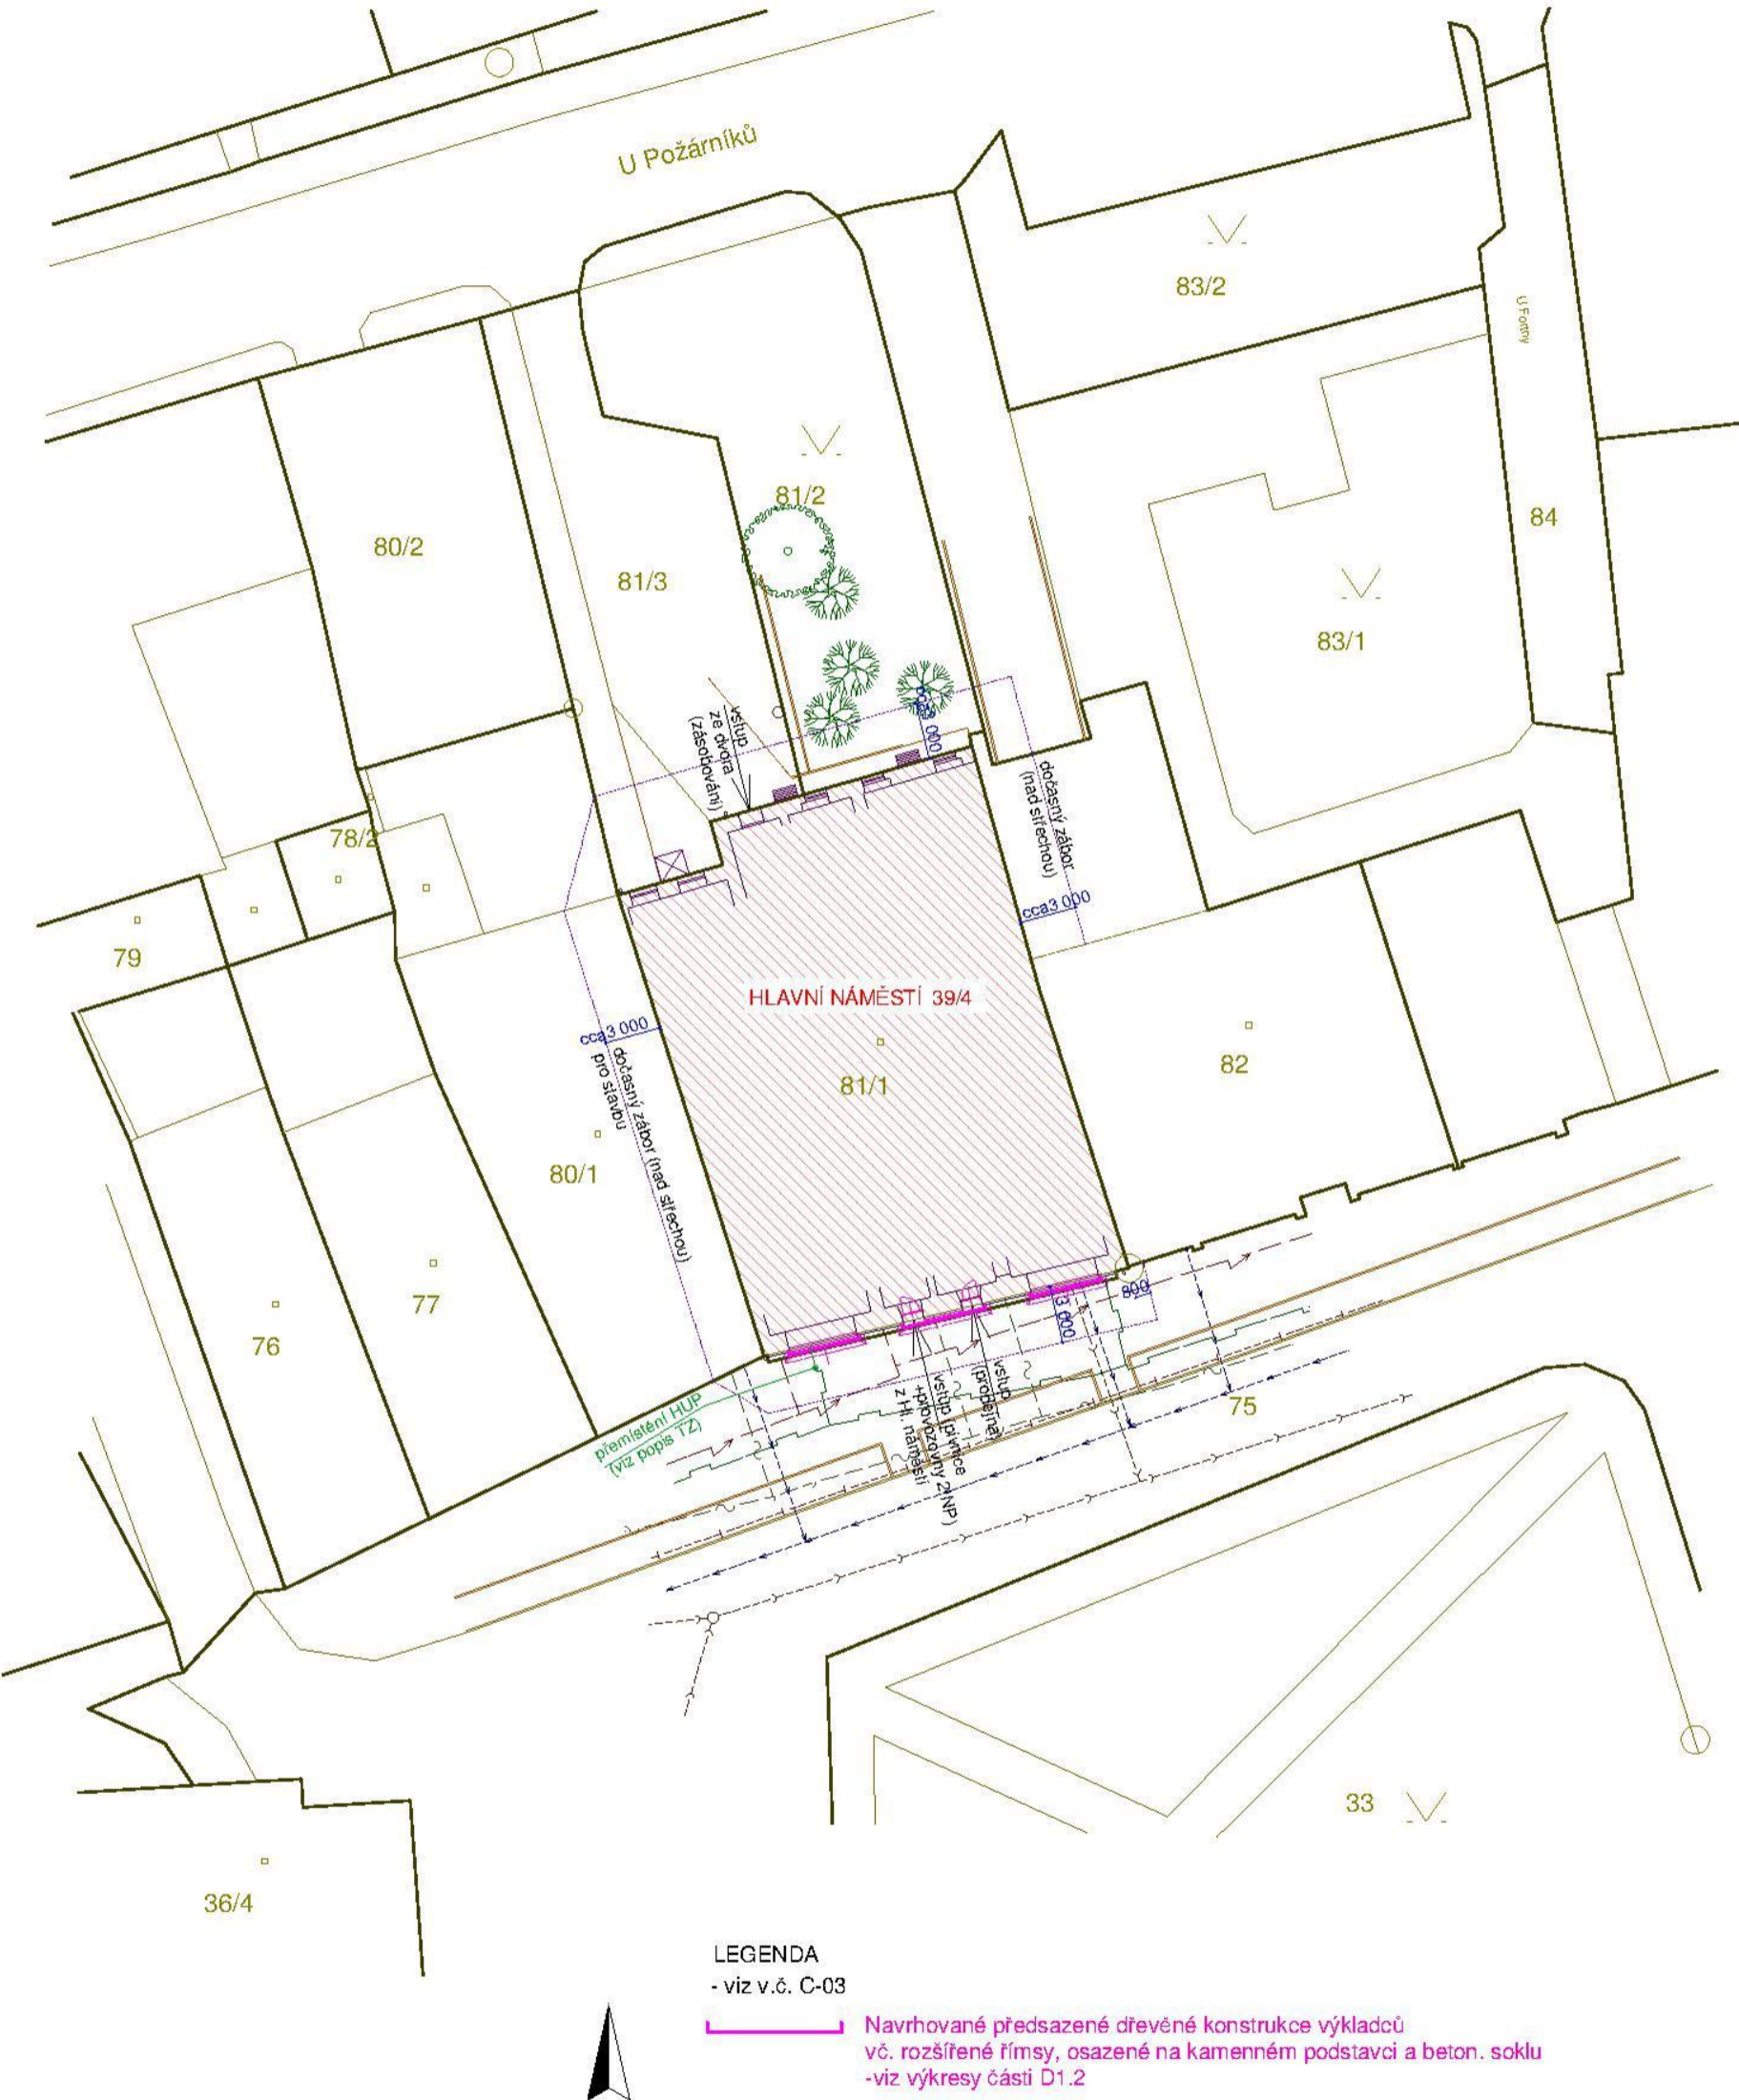 U Požárníků
83/2
U Fortny
81/2
84
80/2
81/3
83/1
vstup
ze dvora
(zásobování)
cca3 000
dočasný zábor
(nad střechou)
78/2
cca3 000
79
HLAVNÍ NÁMĚSTÍ 39/4
cca3 000
81/1
82
dočasný zábor (nad střechou)
pro stavbu
80/1
76
77
800
3 000
přemístění HUP
(viz popis TZ)
vstup
(prodejna)
vstup (pivnice
+provozovny 2.NP)
z Hl. náměstí
75
33
36/4
LEGENDA
- viz v.č. C-03
Navrhované předsazené dřevěné konstrukce výkladců
vč. rozšířené římsy, osazené na kamenném podstavci a beton. soklu
-viz výkresy části D1.2